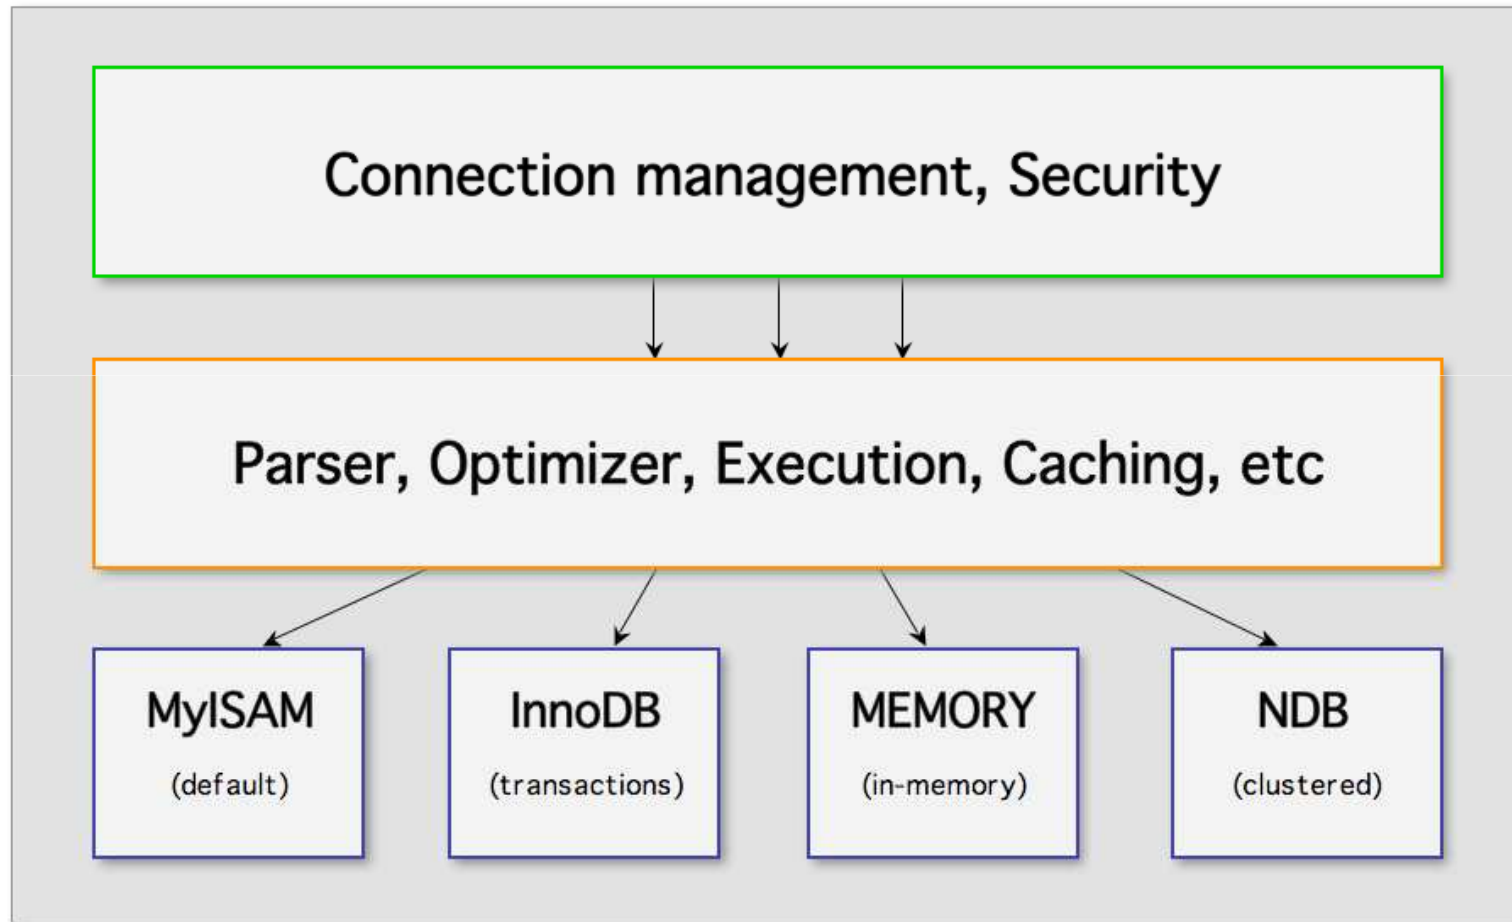 Connection management, Security
Parser, Optimizer, Execution, Caching, etc
MyISAM
(default)
InnoDB
(transactions)
MEMORY
(in-memory)
NDB
(clustered)